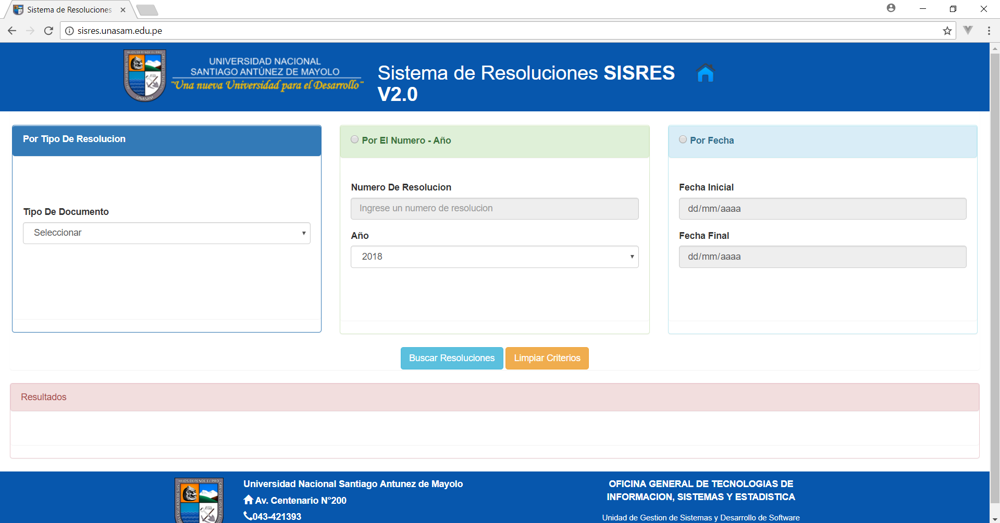 Sistema de Resoluciones
sisres.unasam.edu.pe
UNIVERSIDAD NACIONAL
SANTIAGO ANTÚNEZ DE MAYOLO
"Una nueva Universidad para el Desarrollo"
Sistema de Resoluciones SISRES
V2.0
Por Tipo De Resolucion
Tipo De Documento
Seleccionar
Por El Numero - Año
Numero De Resolucion
Ingrese un numero de resolucion
Año
2018
Por Fecha
Fecha Inicial
dd/mm/aaaa
Fecha Final
dd/mm/aaaa
Buscar Resoluciones
Limpiar Criterios
Resultados
UNASAM
Universidad Nacional Santiago Antunez de Mayolo
Av. Centenario N°200
043-421393
OFICINA GENERAL DE TECNOLOGIAS DE
INFORMACION, SISTEMAS Y ESTADISTICA
Unidad de Gestion de Sistemas y Desarrollo de Software